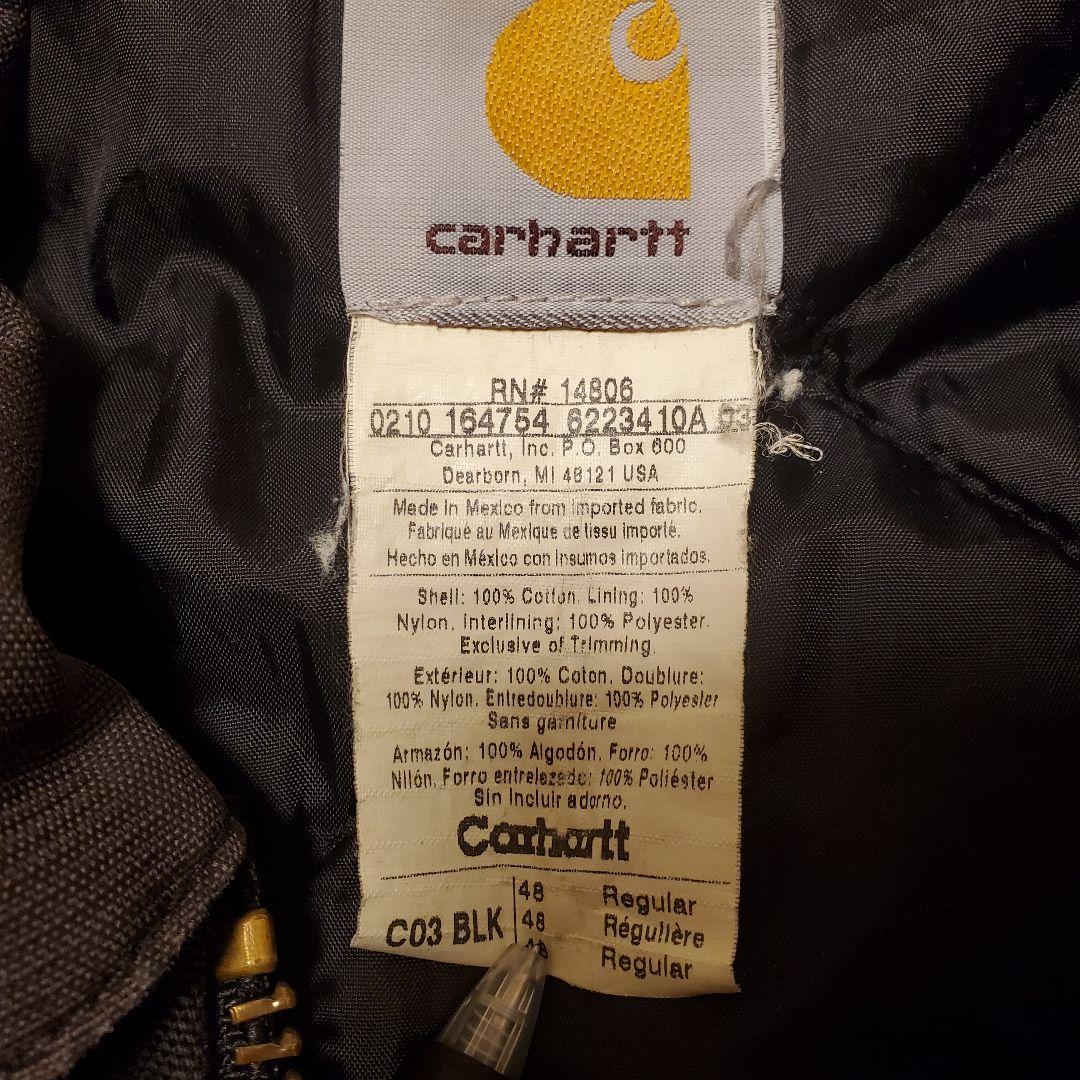 carhartt
RN# 14806
0210 164754 6223410A 03
Carhartt, Inc. P.O. Box 600
Dearborn, MI 48121 USA
Made in Mexico from imported fabric.
Fabriqué au Mexique de tissu importé.
Hecho en México con insumos importados.
Shell: 100% Cotton. Lining: 100%
Nylon. Interlining: 100% Polyester.
Exclusive of Trimming.
Extérieur: 100% Coton. Doublure:
100% Nylon. Entredoublure: 100% Polyester
Sans garniture
Armazón: 100% Algodón. Forro: 100%
Nilón. Forro entrelazado: 100% Poliéster
Sin Incluir adorno.
Carhartt
C03 BLK
48 Regular
48 Régulière
48 Regular